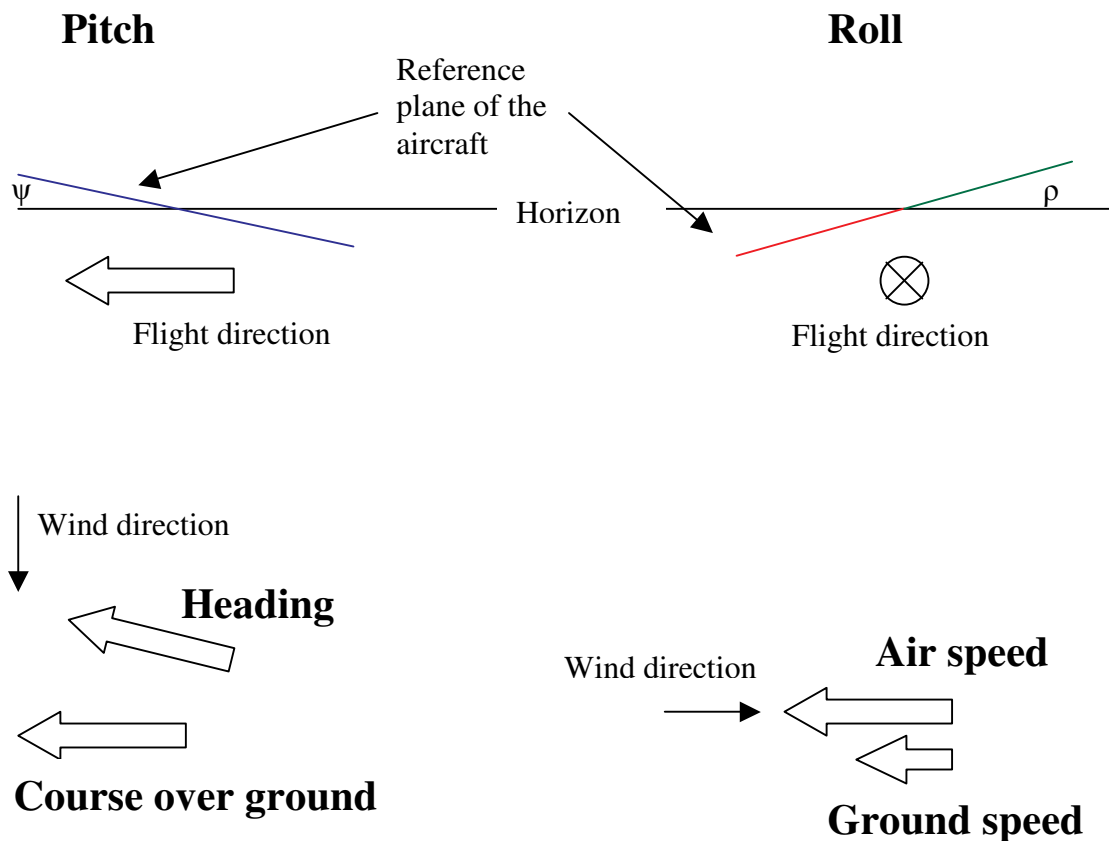 Pitch
Roll
Reference
plane of the
aircraft
ψ
Horizon
ρ
Flight direction
Flight direction
Wind direction
Heading
Course over ground
Wind direction
Air speed
Ground speed